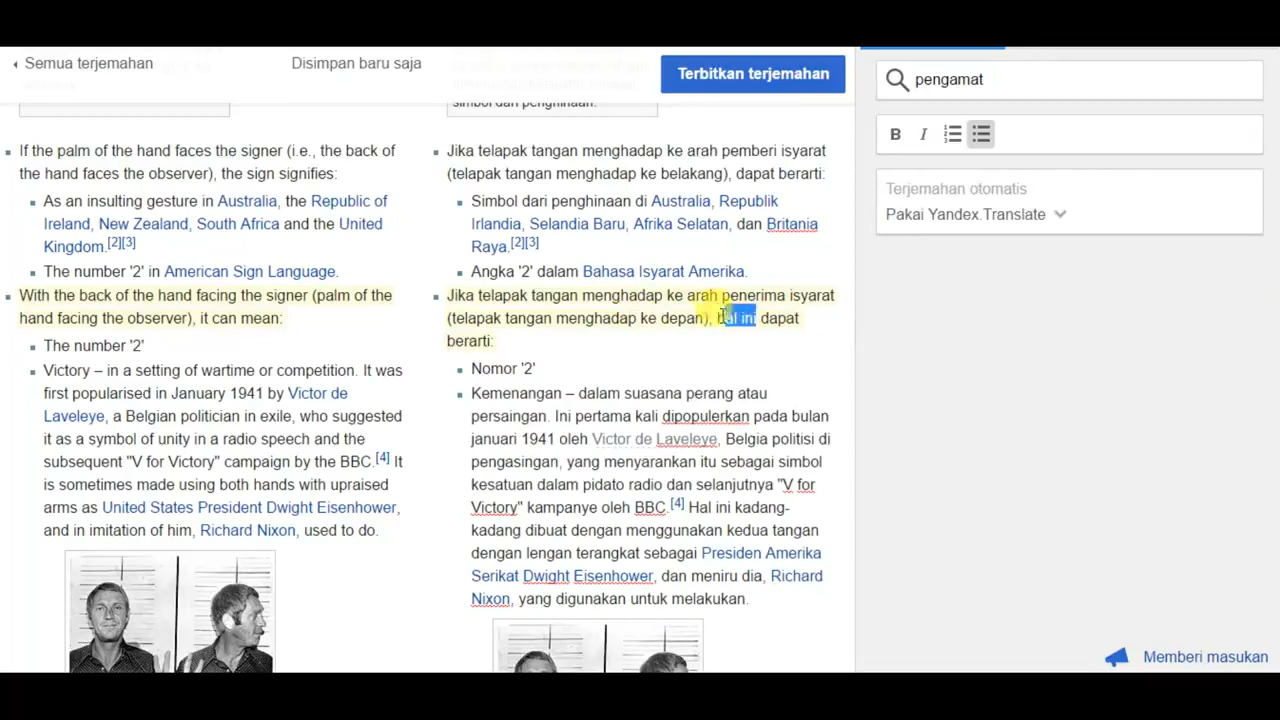 Semua terjemahan
Disimpan baru saja
Terbitkan terjemahan
simbol dari penghinaan.
If the palm of the hand faces the signer (i.e., the back of
the hand faces the observer), the sign signifies:
As an insulting gesture in Australia, the Republic of
Ireland, New Zealand, South Africa and the United
Kingdom.[2][3]
The number '2' in American Sign Language.
With the back of the hand facing the signer (palm of the
hand facing the observer), it can mean:
The number '2'
Victory – in a setting of wartime or competition. It was
first popularised in January 1941 by Victor de
Laveleye, a Belgian politician in exile, who suggested
it as a symbol of unity in a radio speech and the
subsequent "V for Victory" campaign by the BBC.[4] It
is sometimes made using both hands with upraised
arms as United States President Dwight Eisenhower,
and in imitation of him, Richard Nixon, used to do.
Jika telapak tangan menghadap ke arah pemberi isyarat
(telapak tangan menghadap ke belakang), dapat berarti:
Simbol dari penghinaan di Australia, Republik
Irlandia, Selandia Baru, Afrika Selatan, dan Britania
Raya.[2][3]
Angka '2' dalam Bahasa Isyarat Amerika.
Jika telapak tangan menghadap ke arah penerima isyarat
(telapak tangan menghadap ke depan), hal ini dapat
berarti:
Nomor '2'
Kemenangan – dalam suasana perang atau
persaingan. Ini pertama kali dipopulerkan pada bulan
januari 1941 oleh Victor de Laveleye, Belgia politisi di
pengasingan, yang menyarankan itu sebagai simbol
kesatuan dalam pidato radio dan selanjutnya "V for
Victory" kampanye oleh BBC.[4] Hal ini kadang-
kadang dibuat dengan menggunakan kedua tangan
dengan lengan terangkat sebagai Presiden Amerika
Serikat Dwight Eisenhower, dan meniru dia, Richard
Nixon, yang digunakan untuk melakukan.
pengamat
B I
Terjemahan otomatis
Pakai Yandex.Translate
Memberi masukan